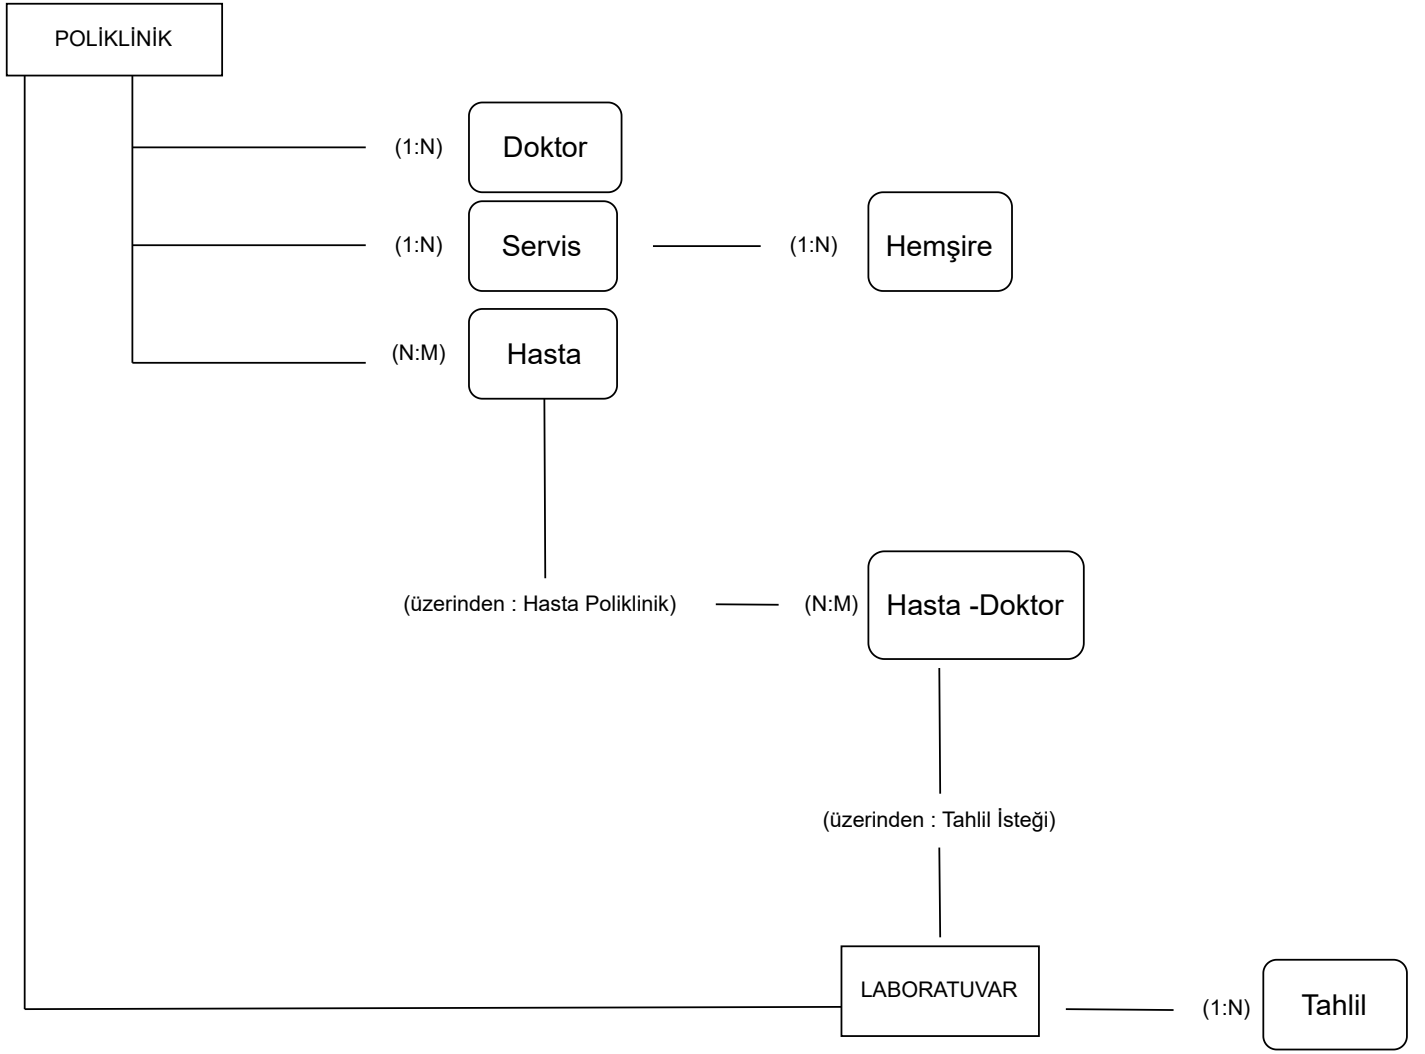 POLİKLİNİK
(1:N)
Doktor
(1:N)
Servis
(1:N)
Hemşire
(N:M)
Hasta
(üzerinden : Hasta Poliklinik)
(N:M)
Hasta -Doktor
(üzerinden : Tahlil İsteği)
LABORATUVAR
(1:N)
Tahlil